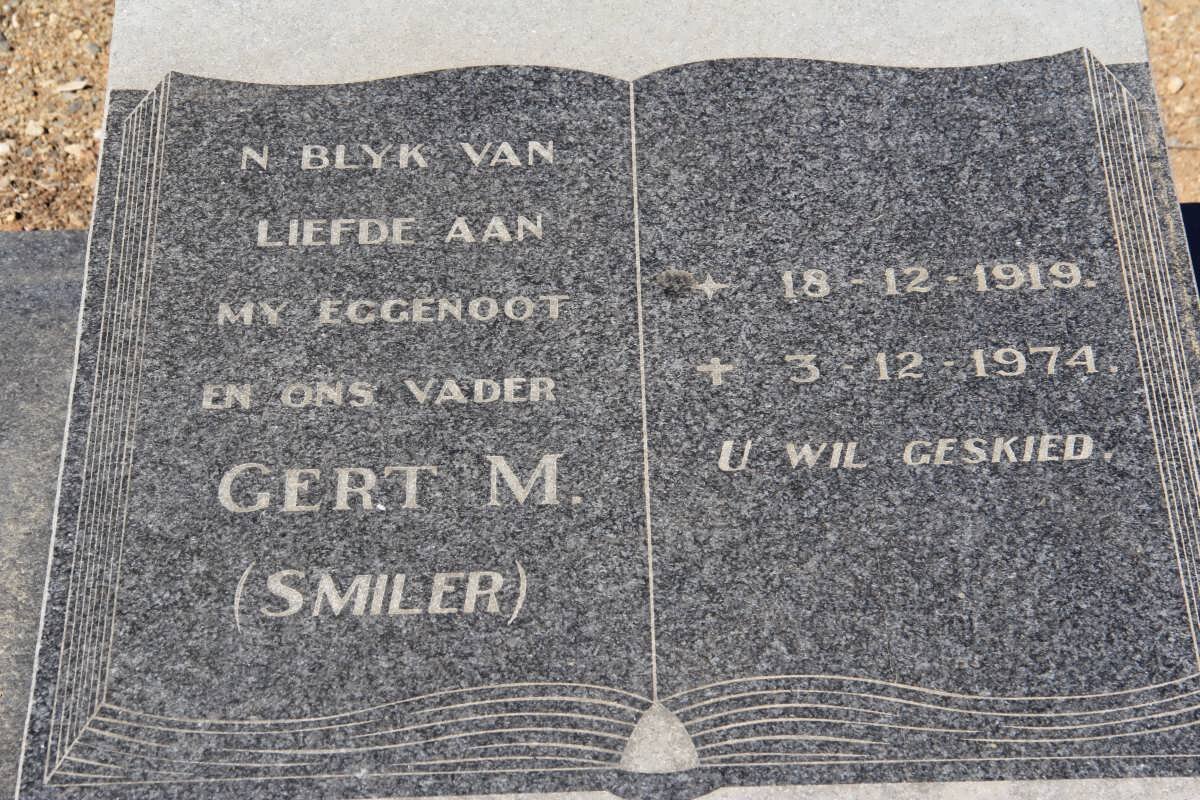 N BLYK VAN
LIEFDE AAN
MY EGGENOOT
EN ONS VADER
GERT M.
(SMILER)
✦ 18-12-1919.
✝ 3-12-1974.
U WIL GESKIED.